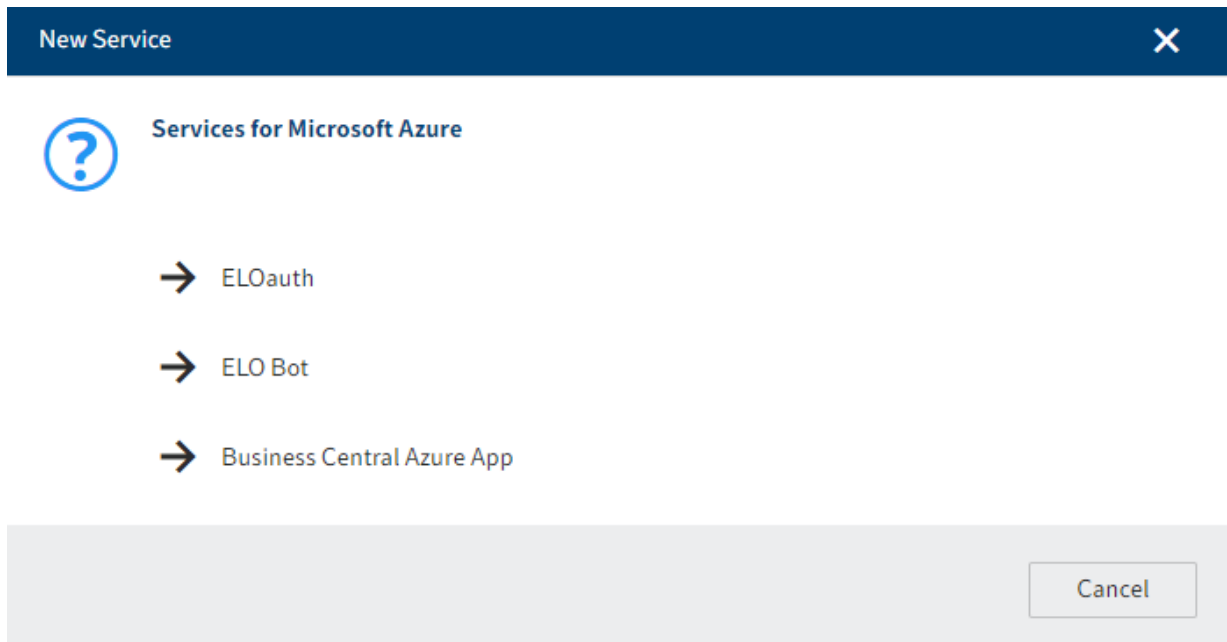 New Service
Services for Microsoft Azure
ELOauth
ELO Bot
Business Central Azure App
Cancel